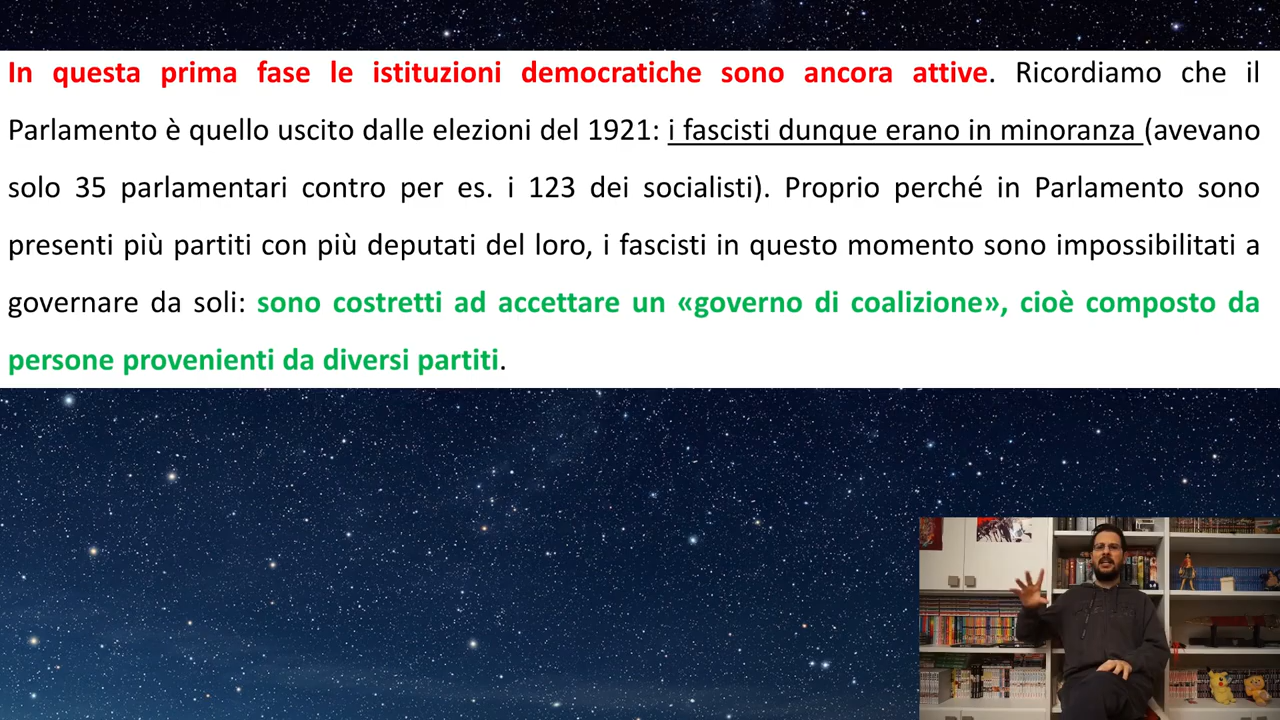 In questa prima fase le istituzioni democratiche sono ancora attive. Ricordiamo che il
Parlamento è quello uscito dalle elezioni del 1921: i fascisti dunque erano in minoranza (avevano
solo 35 parlamentari contro per es. i 123 dei socialisti). Proprio perché in Parlamento sono
presenti più partiti con più deputati del loro, i fascisti in questo momento sono impossibilitati a
governare da soli: sono costretti ad accettare un «governo di coalizione», cioè composto da
persone provenienti da diversi partiti.